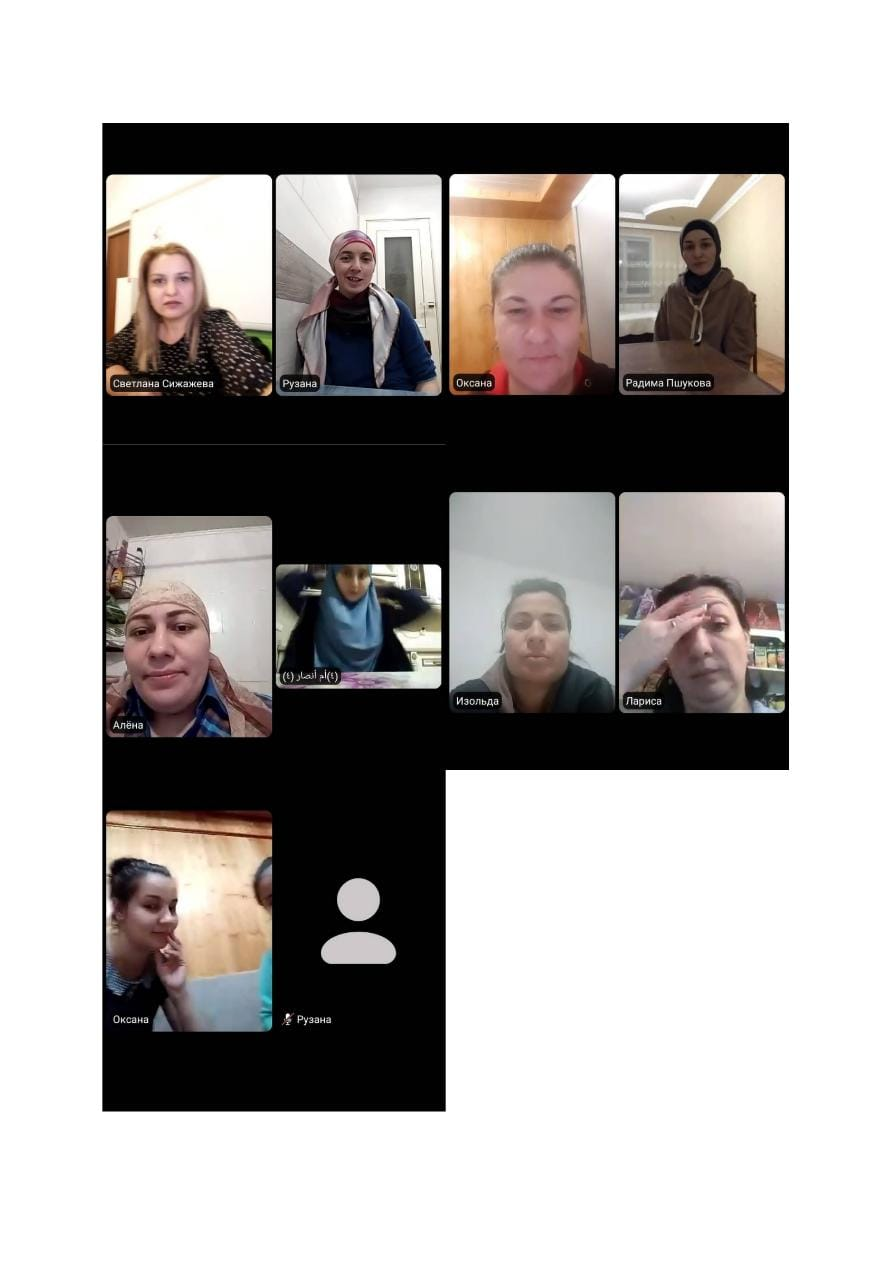 Светлана Сижажева
Рузана
Оксана
Радима Пшукова
Алёна
(٤)أم أنصار (٤)
Изольда
Лариса
Оксана
Рузана